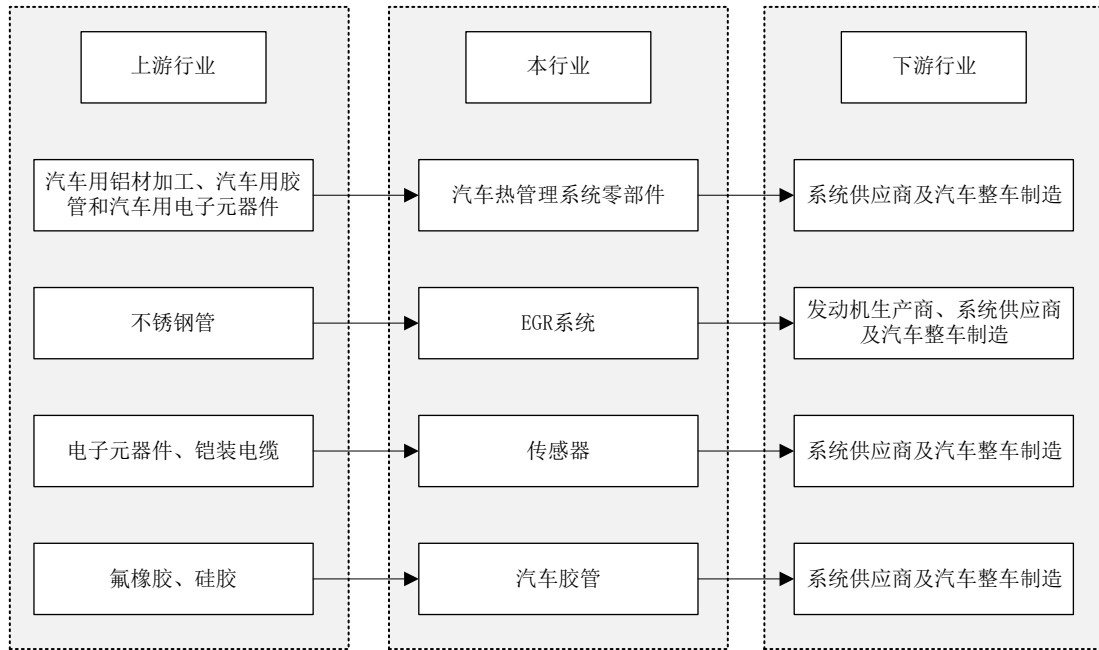 上游行业
本行业
下游行业
汽车用铝材加工、汽车用胶
管和汽车用电子元器件
汽车热管理系统零部件
系统供应商及汽车整车制造
不锈钢管
EGR系统
发动机生产商、系统供应商
及汽车整车制造
电子元器件、铠装电缆
传感器
系统供应商及汽车整车制造
氟橡胶、硅胶
汽车胶管
系统供应商及汽车整车制造